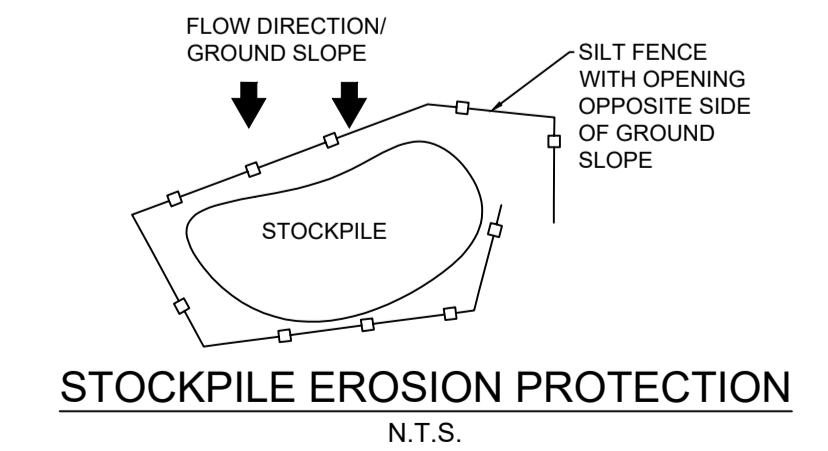 FLOW DIRECTION/
GROUND SLOPE
SILT FENCE
WITH OPENING
OPPOSITE SIDE
OF GROUND
SLOPE
STOCKPILE
STOCKPILE EROSION PROTECTION
N.T.S.